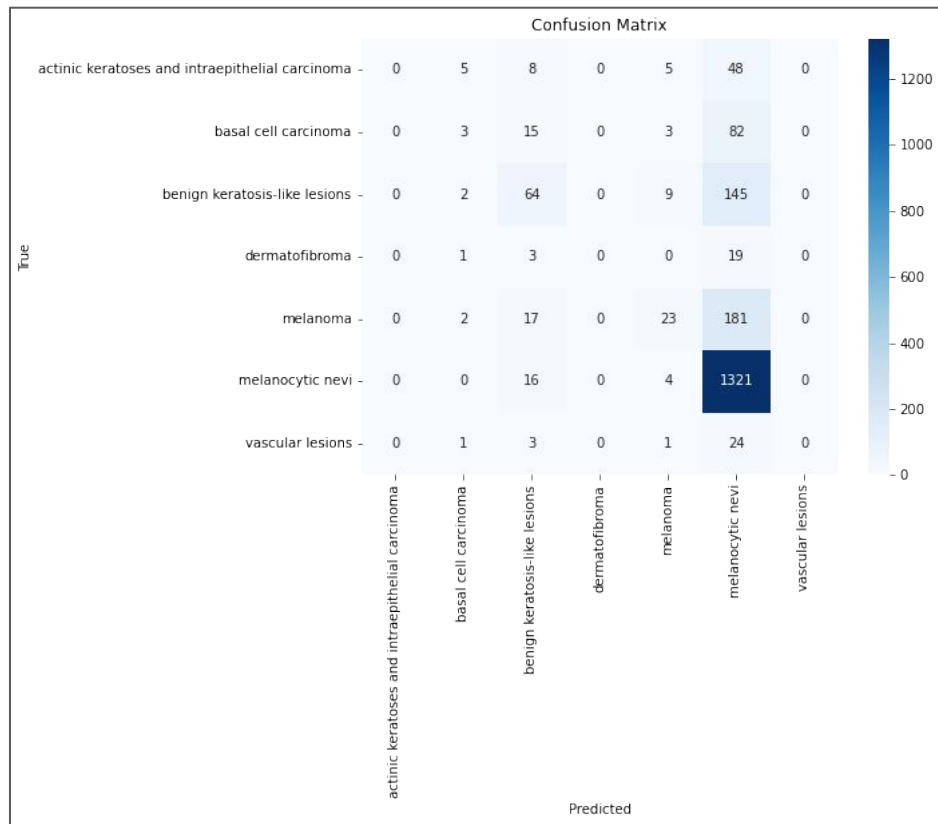 Confusion Matrix
actinic keratoses and intraepithelial carcinoma 0 5 8 0 5 48 0
basal cell carcinoma 0 3 15 0 3 82 0
benign keratosis-like lesions 0 2 64 0 9 145 0
dermatofibroma 0 1 3 0 0 19 0
melanoma 0 2 17 0 23 181 0
melanocytic nevi 0 0 16 0 4 1321 0
vascular lesions 0 1 3 0 1 24 0
True
1200
1000
800
600
400
200
0
actinic keratoses and intraepithelial carcinoma
basal cell carcinoma
benign keratosis-like lesions
dermatofibroma
melanoma
melanocytic nevi
vascular lesions
Predicted